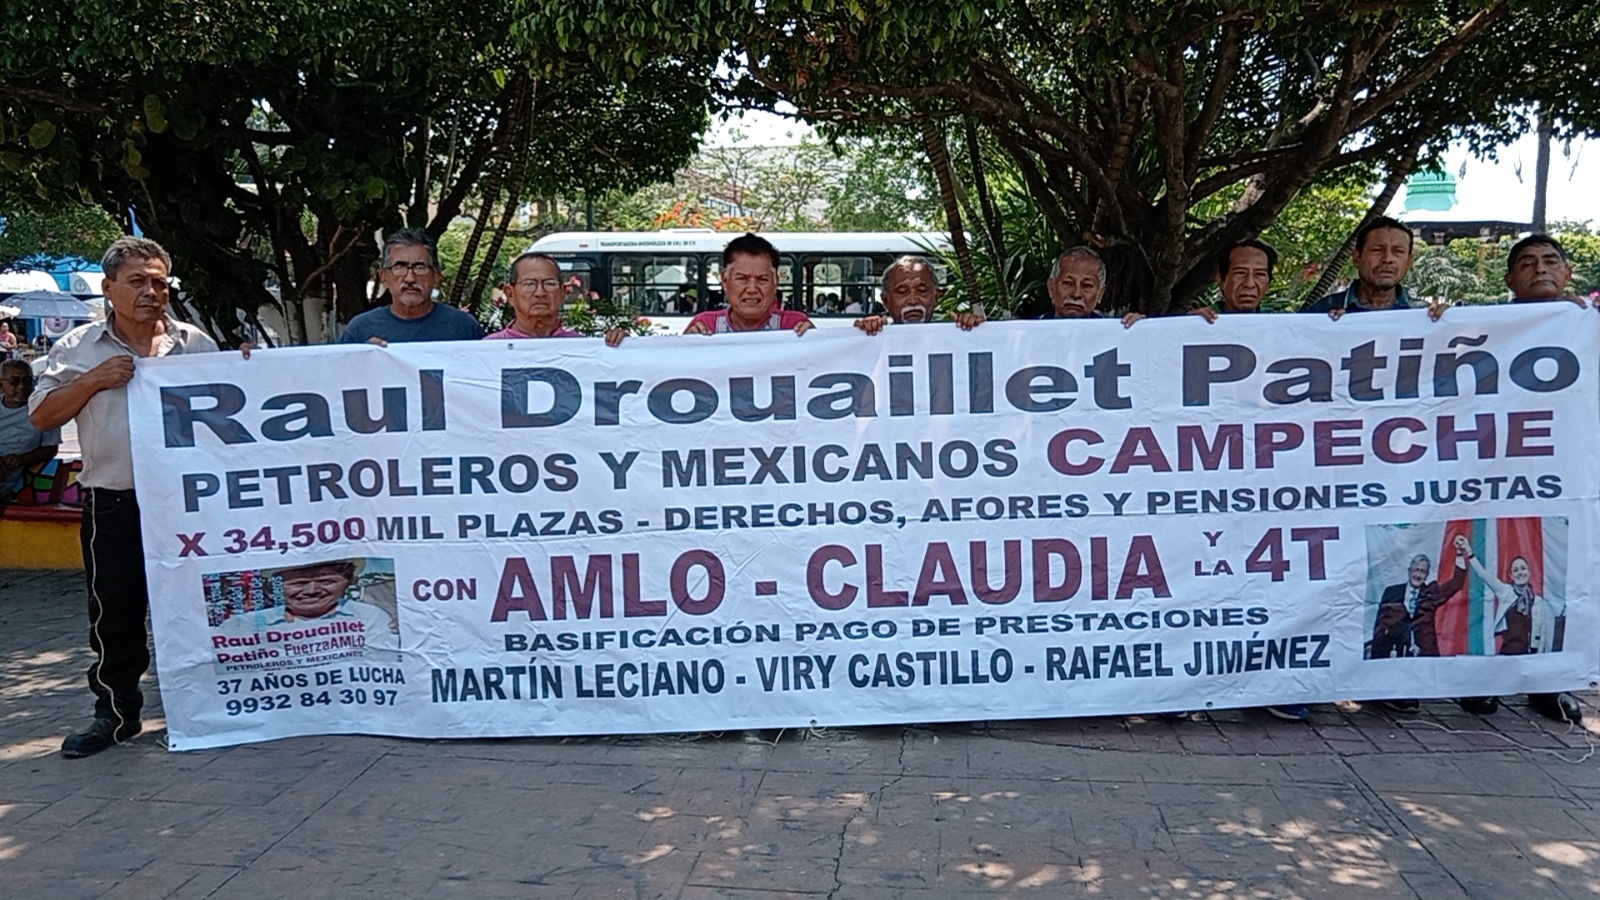 TRANSPORTADORA
S.R.L. DE C.V.
Raul Drouaillet Patiño
PETROLEROS Y MEXICANOS CAMPECHE
X 34,500 MIL PLAZAS - DERECHOS, AFORES Y PENSIONES JUSTAS
CON AMLO - CLAUDIA Y LA 4T
BASIFICACIÓN PAGO DE PRESTACIONES
MARTÍN LECIANO - VIRY CASTILLO - RAFAEL JIMÉNEZ
Raul Drouaillet
Patiño FuerzaAMLO
PETROLEROS Y MEXICANOS
37 AÑOS DE LUCHA
9932 84 30 97